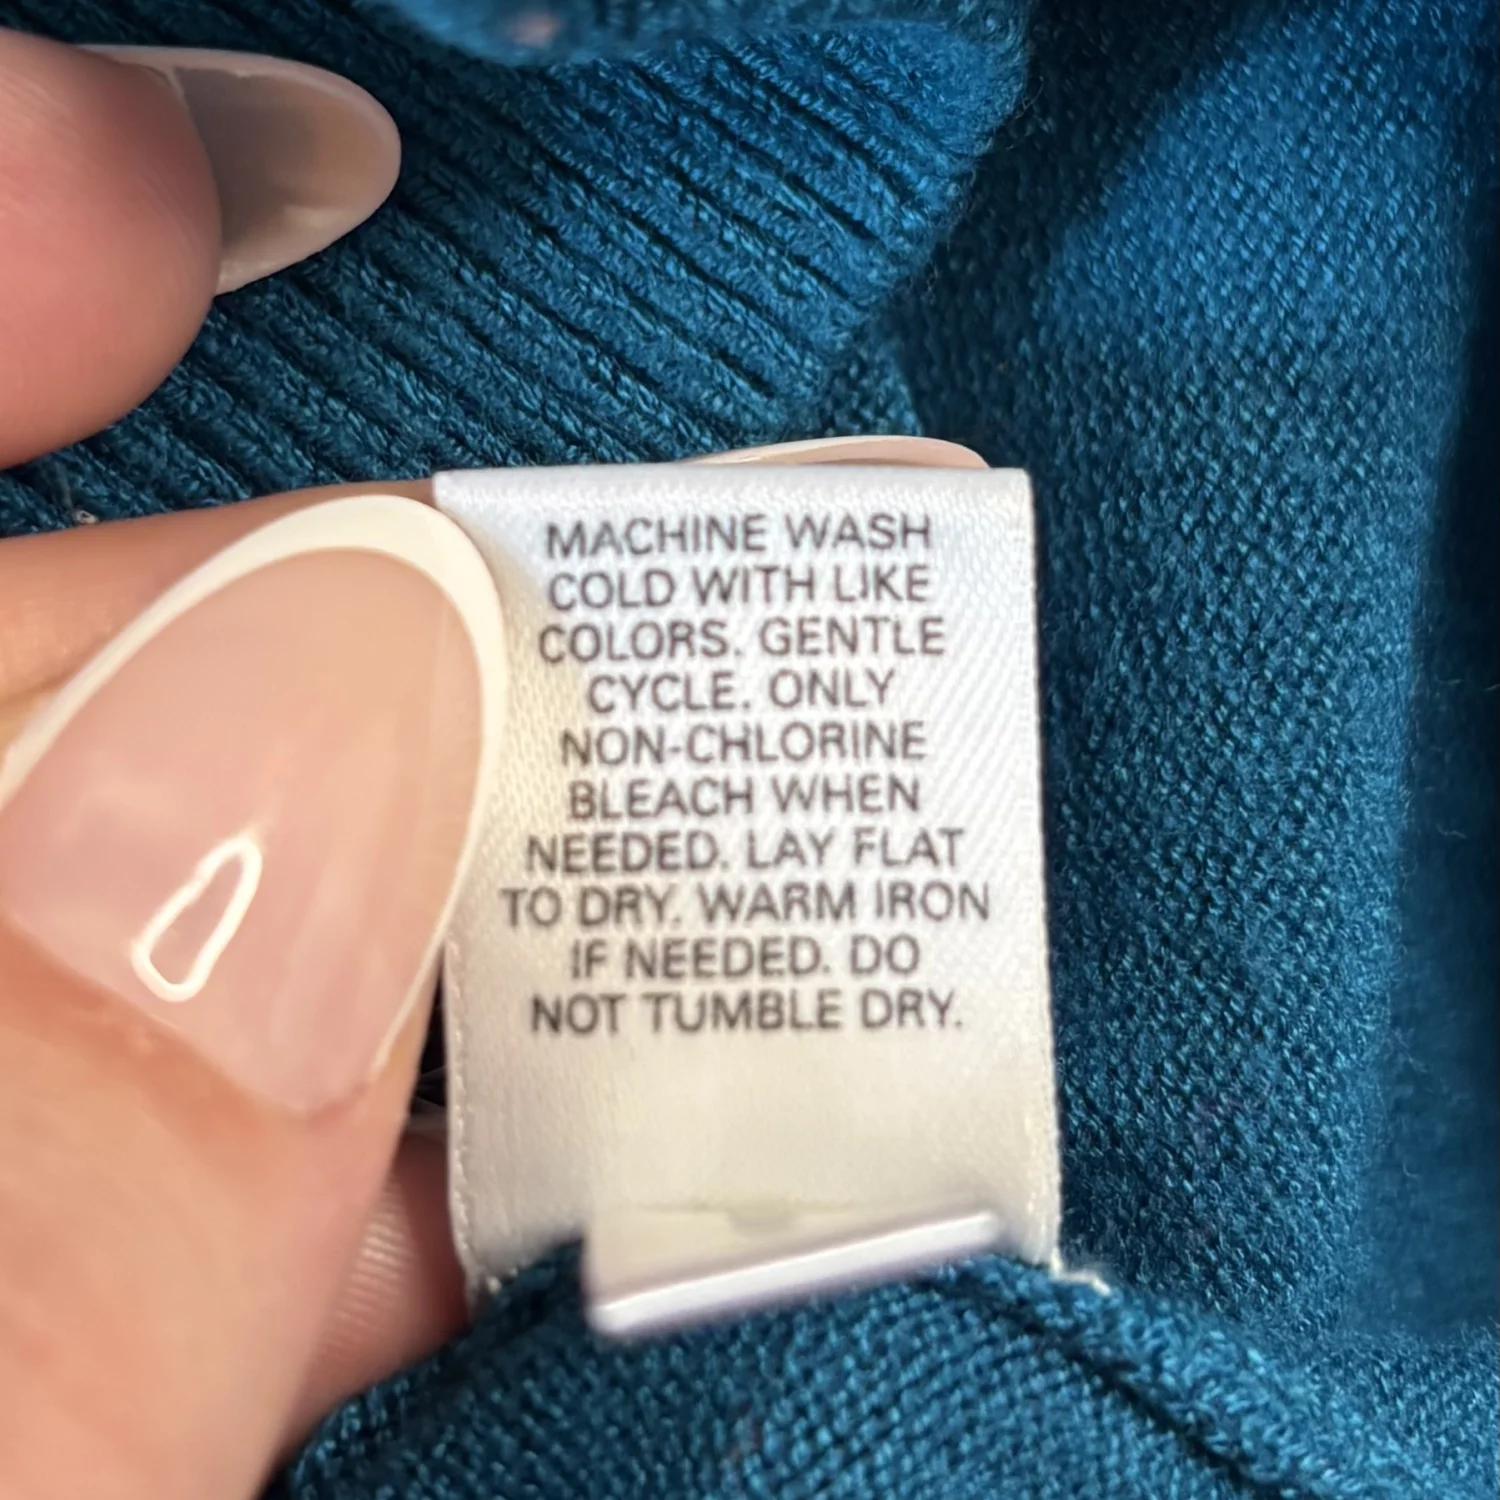 MACHINE WASH
COLD WITH LIKE
COLORS. GENTLE
CYCLE. ONLY
NON-CHLORINE
BLEACH WHEN
NEEDED. LAY FLAT
TO DRY. WARM IRON
IF NEEDED. DO
NOT TUMBLE DRY.